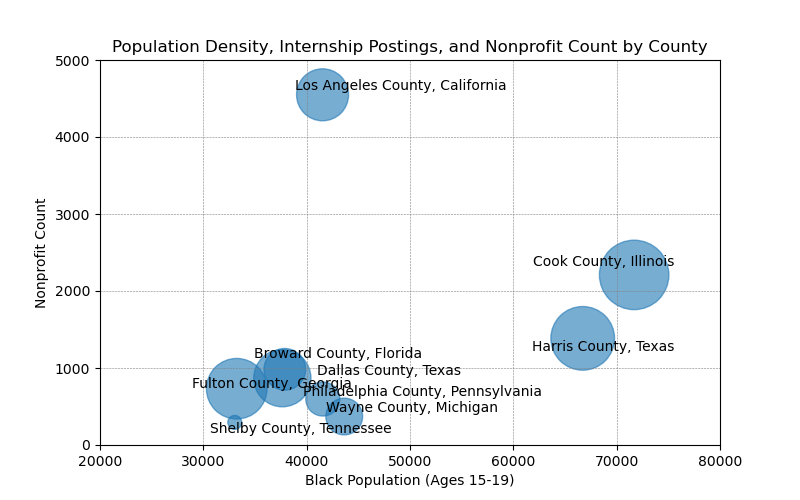 Population Density, Internship Postings, and Nonprofit Count by County
5000
Los Angeles County, California
4000
3000
Nonprofit Count
Cook County, Illinois
2000
Harris County, Texas
Broward County, Florida
1000
Dallas County, Texas
Fulton County, Georgia
Philadelphia County, Pennsylvania
Wayne County, Michigan
Shelby County, Tennessee
0
20000 30000 40000 50000 60000 70000 80000
Black Population (Ages 15-19)